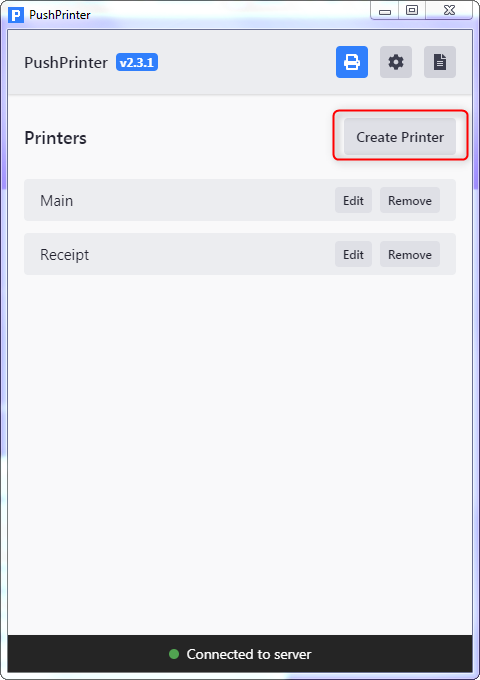 P PushPrinter
PushPrinter v2.3.1
Printers Create Printer
Main Edit Remove
Receipt Edit Remove
Connected to server